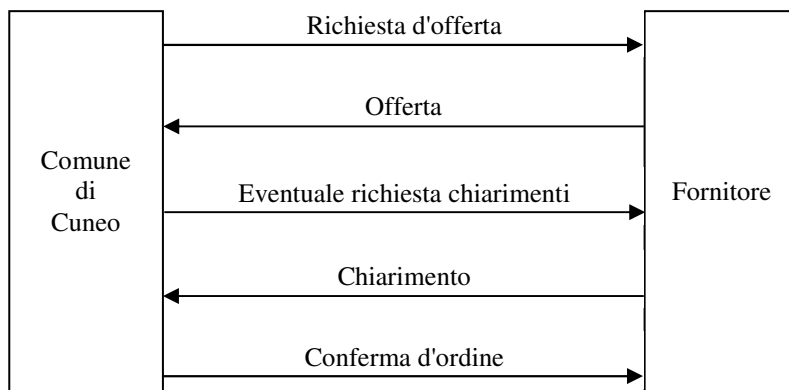 Richiesta d'offerta
Offerta
Comune
di
Cuneo
Eventuale richiesta chiarimenti
Fornitore
Chiarimento
Conferma d'ordine